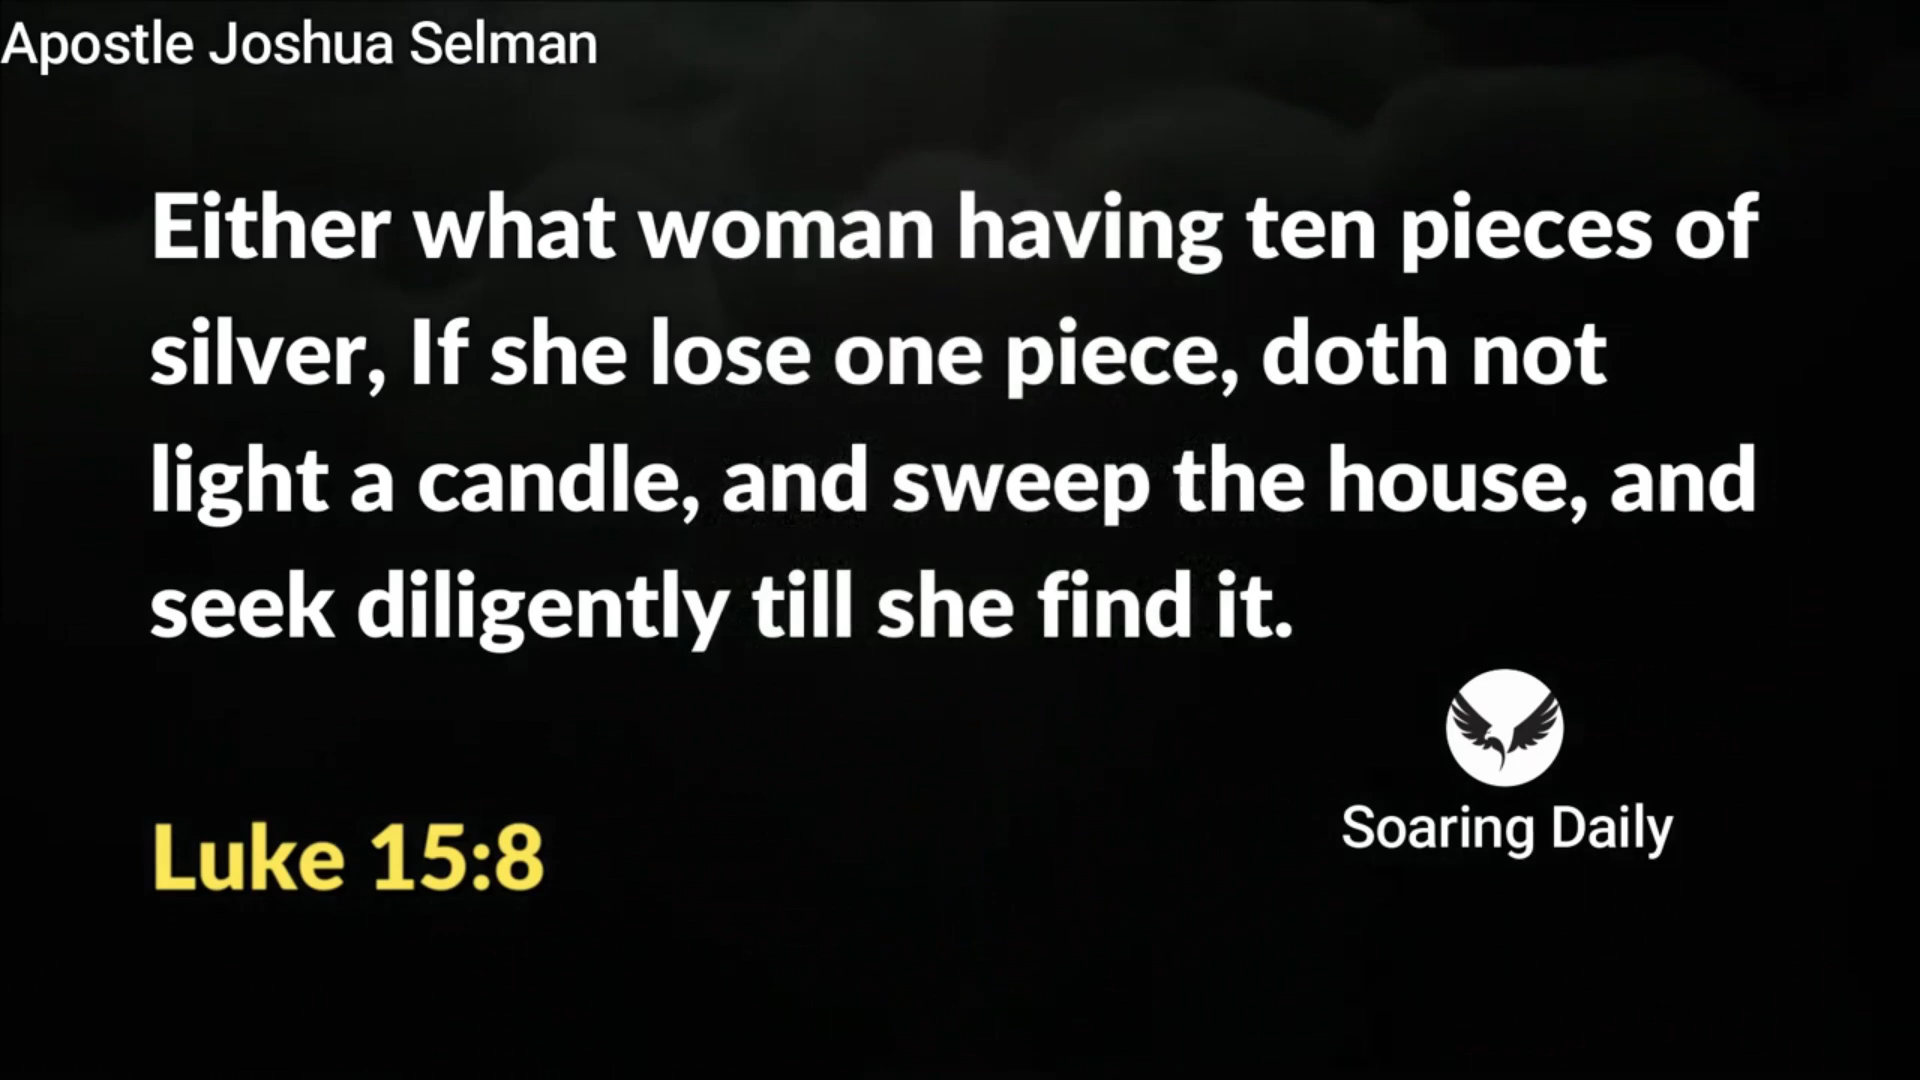 Apostle Joshua Selman
Either what woman having ten pieces of
silver, If she lose one piece, doth not
light a candle, and sweep the house, and
seek diligently till she find it.
Soaring Daily
Luke 15:8